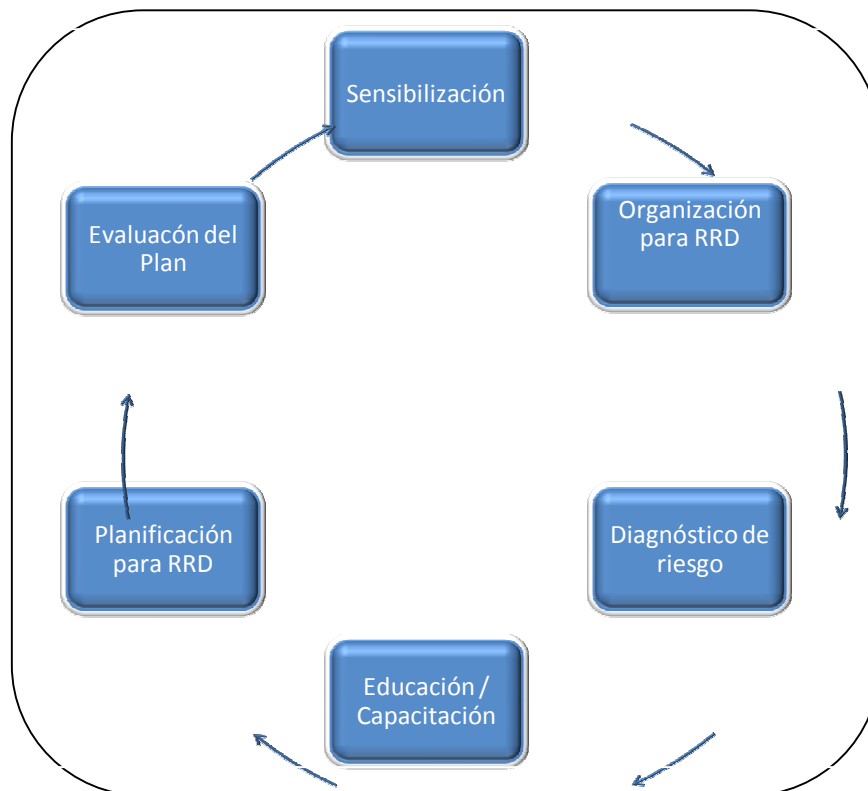 Sensibilización
Organización
para RRD
Diagnóstico de
riesgo
Educación /
Capacitación
Planificación
para RRD
Evaluacón del
Plan